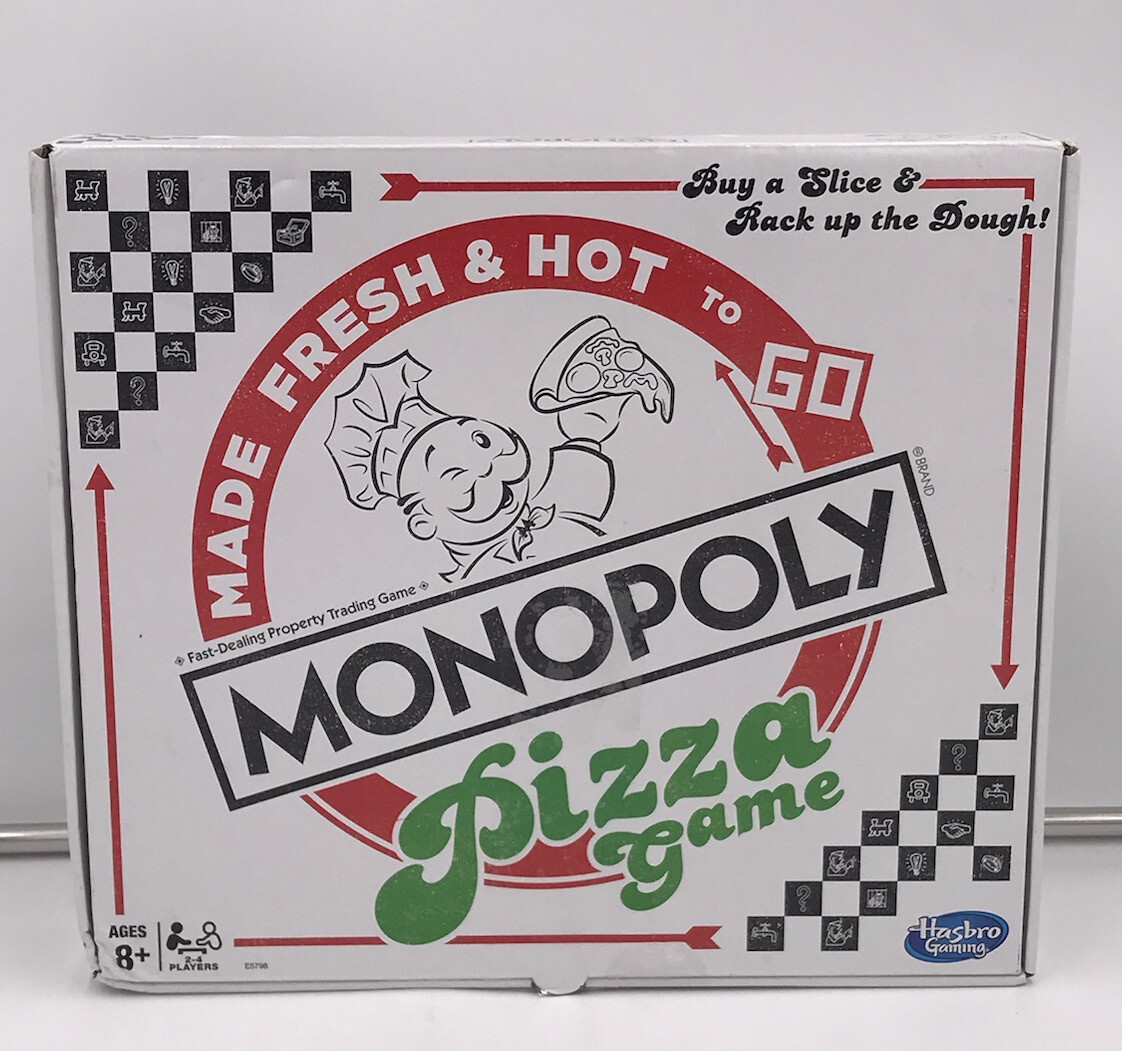 Buy a Slice &
Rack up the Dough!
MADE FRESH & HOT TO GO
® BRAND
Fast-Dealing Property Trading Game
MONOPOLY
Pizza
Game
AGES
8+
2-4
PLAYERS
E5798
Hasbro
Gaming